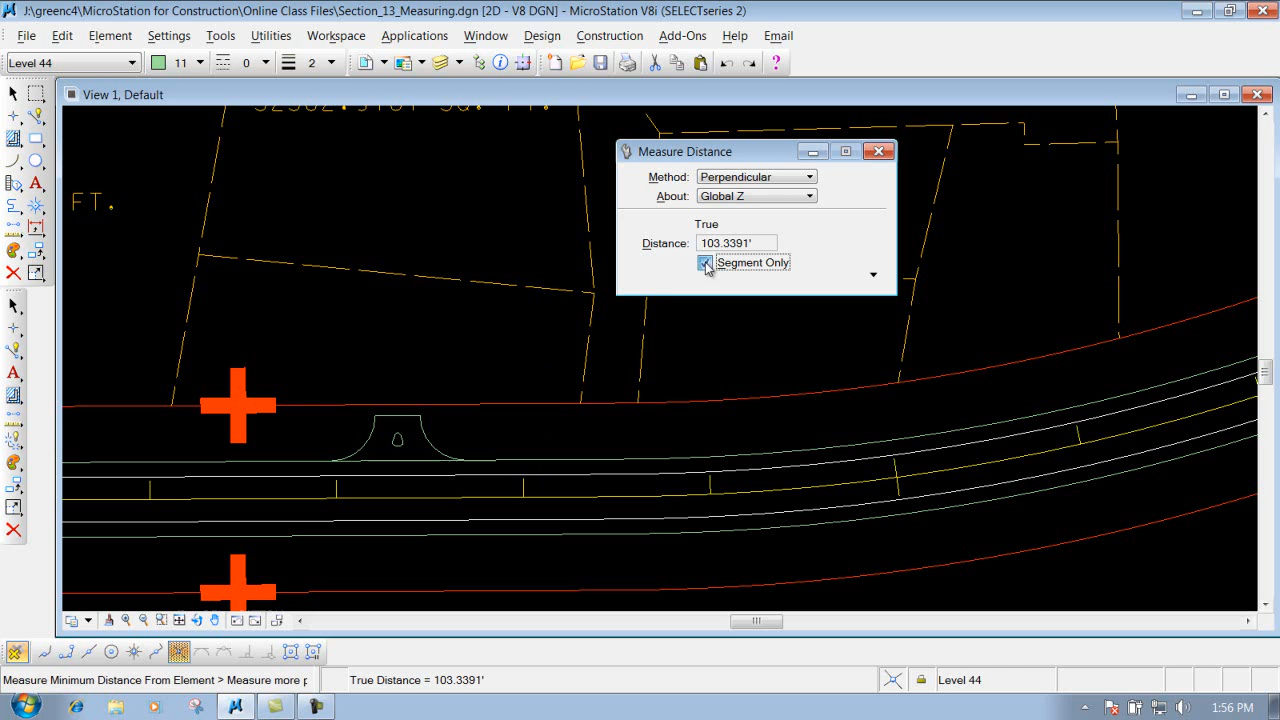 J:\greenc4\MicroStation for Construction\Online Class Files\Section_13_Measuring.dgn [2D - V8 DGN] - MicroStation V8i (SELECTseries 2)
File Edit Element Settings Tools Utilities Workspace Applications Window Design Construction Add-Ons Help Email
Level 44 11 0 2
View 1, Default
FT.
Measure Distance
Method: Perpendicular
About: Global Z
True
Distance: 103.3391'
Segment Only
Measure Minimum Distance From Element > Measure more p
True Distance = 103.3391'
Level 44
1:56 PM